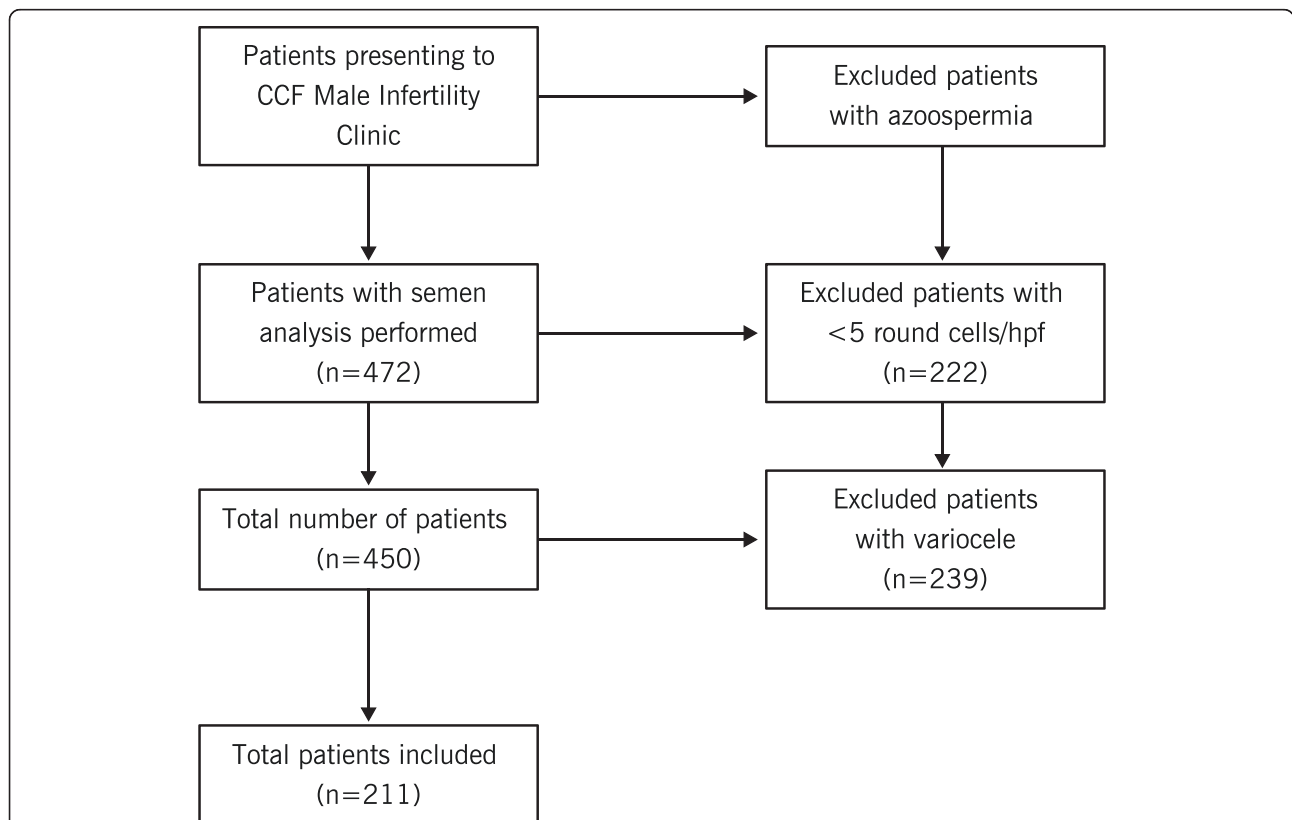 Patients presenting to
CCF Male Infertility
Clinic
Excluded patients
with azoospermia
Patients with semen
analysis performed
(n=472)
Excluded patients with
<5 round cells/hpf
(n=222)
Total number of patients
(n=450)
Excluded patients
with variocele
(n=239)
Total patients included
(n=211)